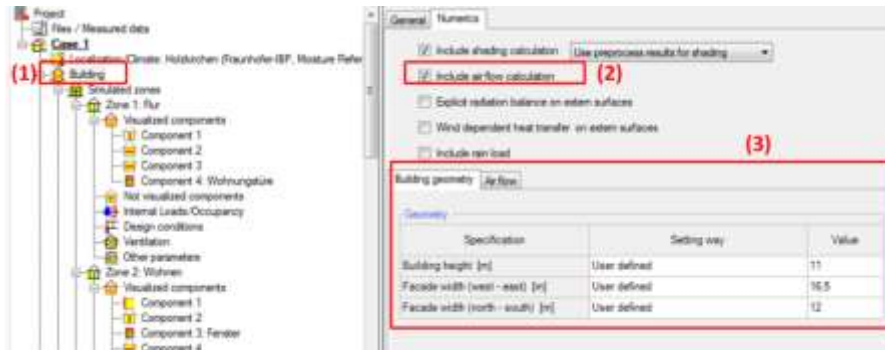 Project
Files / Measured data
Case 1
Localization/Climate: Holzkirchen (Fraunhofer-IBP, Moisture Refer
(1)
Building
Simulated zones
Zone 1: Flur
Visualized components
Component 1
Component 2
Component 3
Component 4: Wohnungstüre
Not visualized components
Internal Loads/Occupancy
Design conditions
Ventilation
Other parameters
Zone 2: Wohnen
Visualized components
Component 1
Component 2
Component 3: Fenster
Component 4
General Numerics
Include shading calculation Use preprocess results for shading
Include air flow calculation (2)
Explicit radiation balance on extern surfaces
Wind dependent heat transfer on extern surfaces
Include rain load
(3)
Building geometry Air flow
Geometry
Specification Setting way Value
Building height [m] User defined 11
Facade width (west - east) [m] User defined 16.5
Facade width (north - south) [m] User defined 12